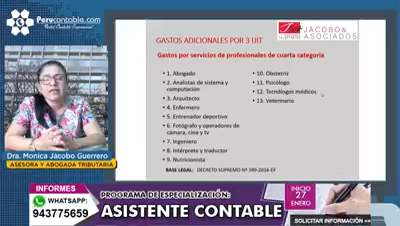 Perucontable.com
Portal Contable Empresarial
JÁCOBO &
ASOCIADOS
GASTOS ADICIONALES POR 3 UIT
Gastos por servicios de profesionales de cuarta categoría
• 1. Abogado
• 2. Analistas de sistema y computación
• 3. Arquitecto
• 4. Enfermero
• 5. Entrenador deportivo
• 6. Fotógrafo y operadores de cámara, cine y tv
• 7. Ingeniero
• 8. Intérprete y traductor
• 9. Nutricionista
• 10. Obstetriz
• 11. Psicólogo
• 12. Tecnólogos médicos
• 13. Veterinario
BASE LEGAL: DECRETO SUPREMO Nº 399-2016-EF
Dra. Monica Jácobo Guerrero
ASESORA Y ABOGADA TRIBUTARIA
INFORMES
WHATSAPP:
943775659
PROGRAMA DE ESPECIALIZACIÓN:
ASISTENTE CONTABLE
INICIO
27
ENERO
SOLICITAR INFORMACIÓN